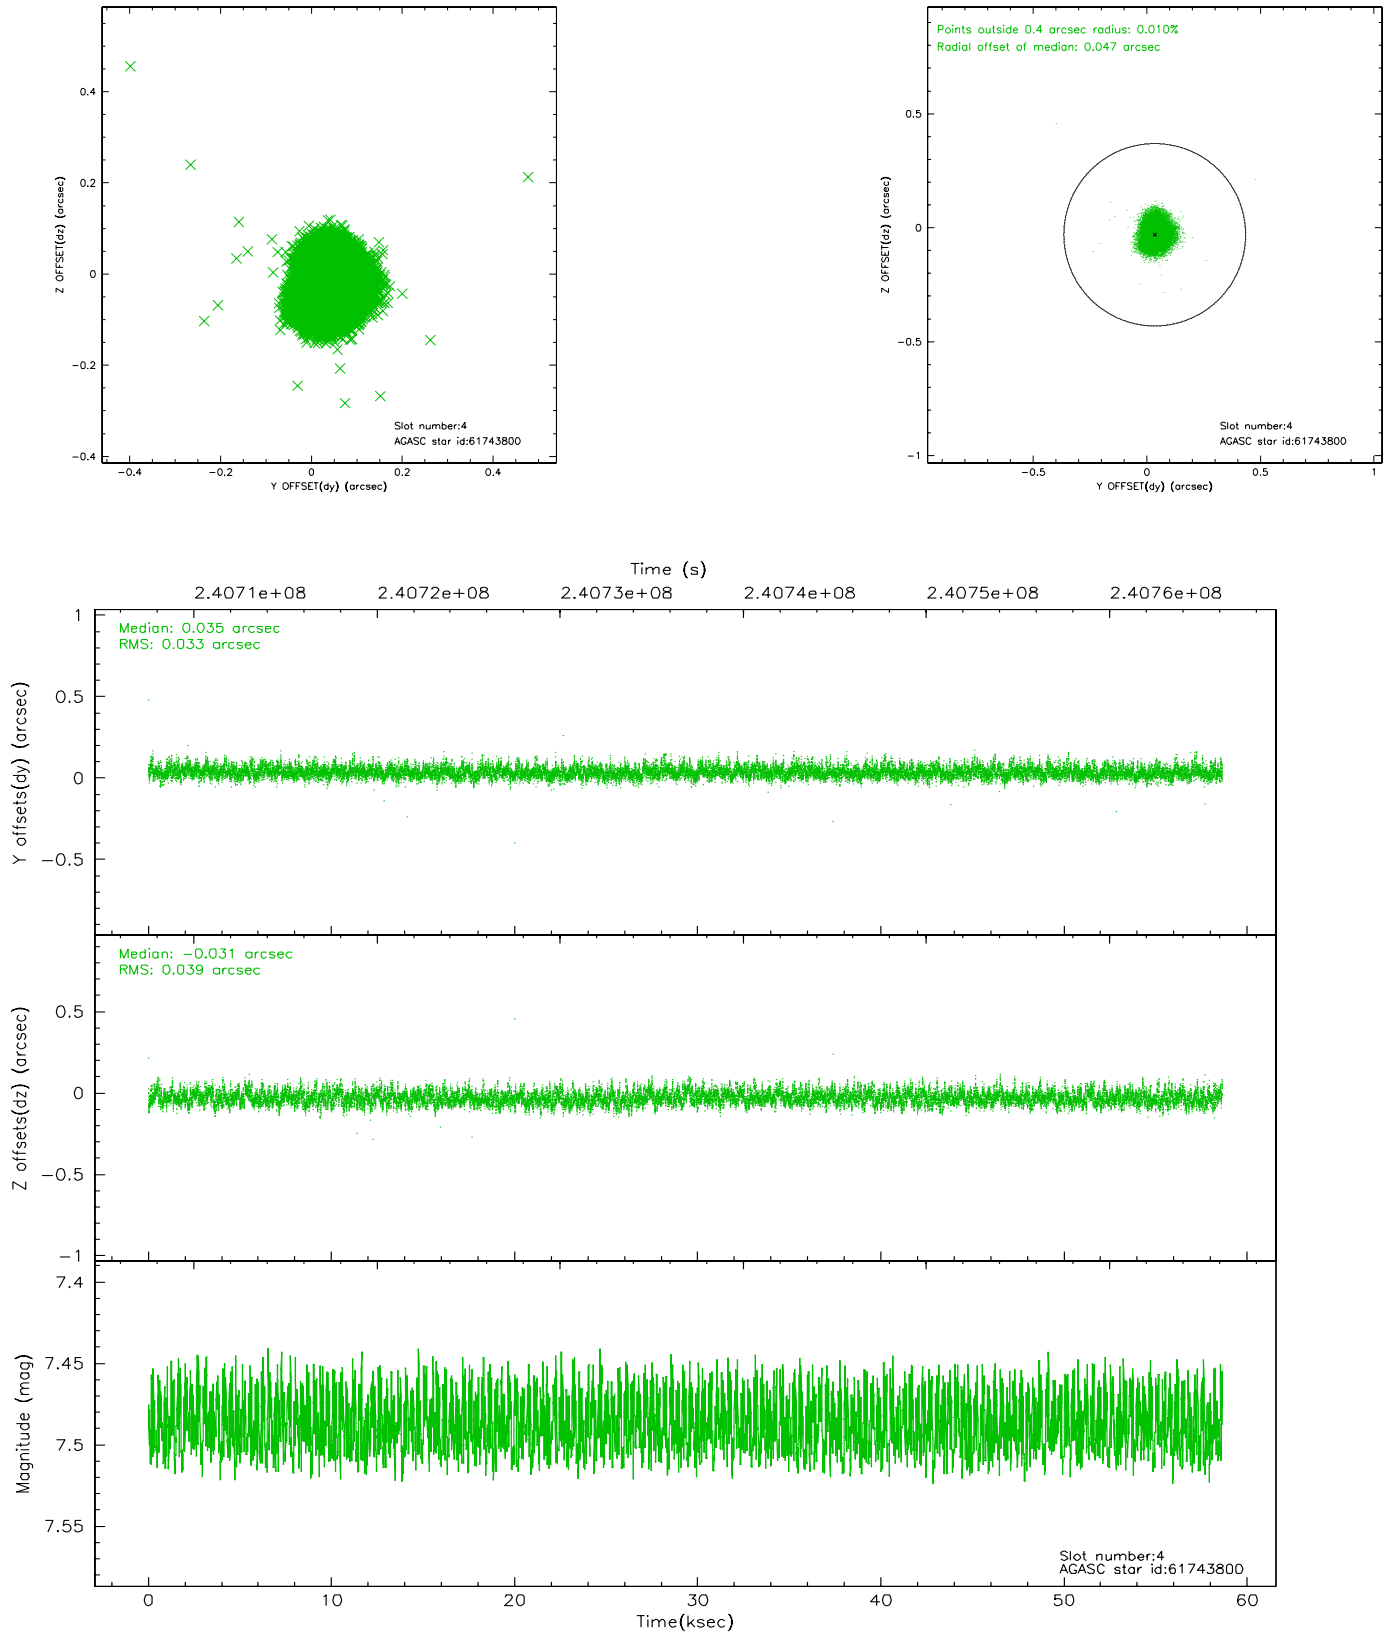 0.4
0.2
0
−0.2
−0.4
Z OFFSET(dz) (arcsec)
Slot number:4
AGASC star id:61743800
−0.4 −0.2 0 0.2 0.4
Y OFFSET(dy) (arcsec)
Points outside 0.4 arcsec radius: 0.010%
Radial offset of median: 0.047 arcsec
0.5
0
−0.5
−1
Z OFFSET(dz) (arcsec)
Slot number:4
AGASC star id:61743800
−0.5 0 0.5 1
Y OFFSET(dy) (arcsec)
Time (s)
2.4071e+08 2.4072e+08 2.4073e+08 2.4074e+08 2.4075e+08 2.4076e+08
Median: 0.035 arcsec
RMS: 0.033 arcsec
1
0.5
0
−0.5
Y offsets(dy) (arcsec)
Median: −0.031 arcsec
RMS: 0.039 arcsec
0.5
0
−0.5
−1
Z offsets(dz) (arcsec)
7.4
7.45
7.5
7.55
Magnitude (mag)
Slot number:4
AGASC star id:61743800
0 10 20 30 40 50 60
Time(ksec)